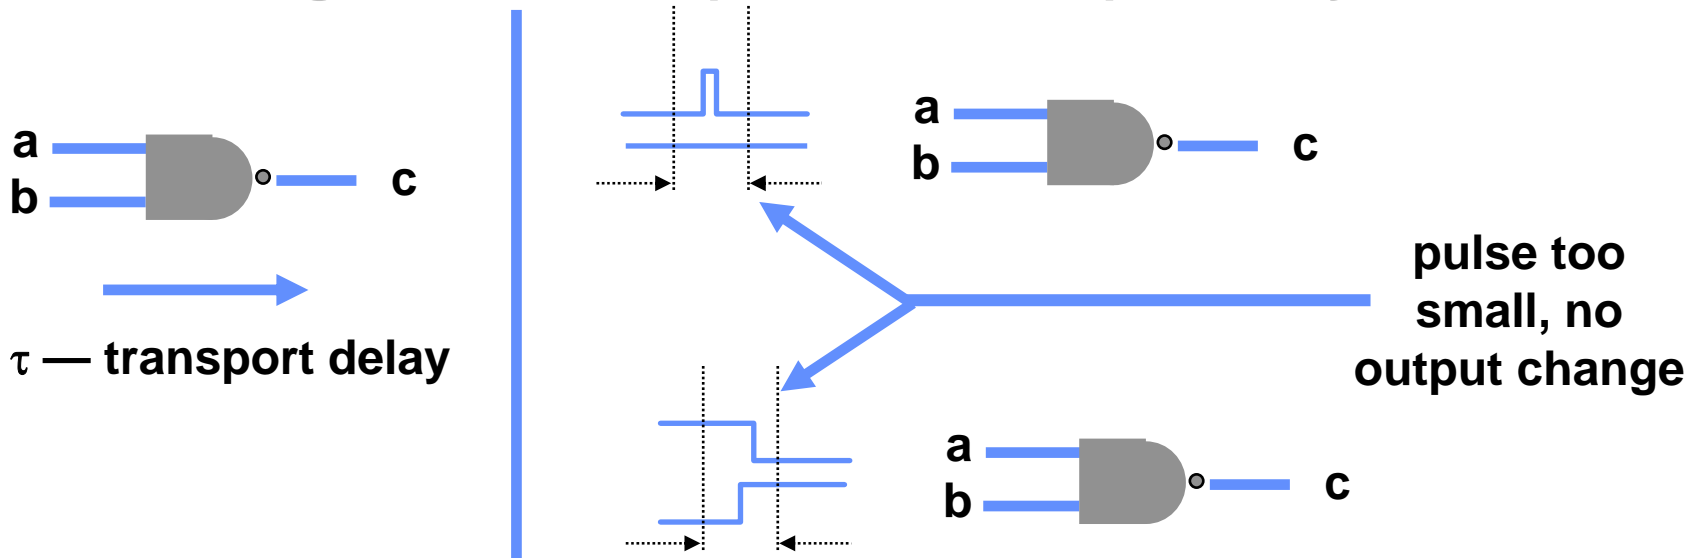 a
b
c
τ — transport delay
a
b
c
pulse too
small, no
output change
a
b
c